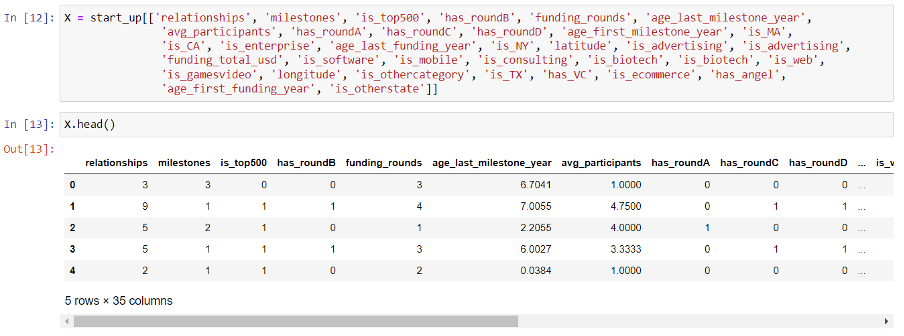 In [12]: X = start_up[['relationships', 'milestones', 'is_top500', 'has_roundB', 'funding_rounds', 'age_last_milestone_year',
'avg_participants', 'has_roundA', 'has_roundC', 'has_roundD', 'age_first_milestone_year', 'is_MA',
'is_CA', 'is_enterprise', 'age_last_funding_year', 'is_NY', 'latitude', 'is_advertising', 'is_advertising',
'funding_total_usd', 'is_software', 'is_mobile', 'is_consulting', 'is_biotech', 'is_biotech', 'is_web',
'is_gamesvideo', 'longitude', 'is_othercategory', 'is_TX', 'has_VC', 'is_ecommerce', 'has_angel',
'age_first_funding_year', 'is_otherstate']]
In [13]: X.head()
Out[13]:
relationships milestones is_top500 has_roundB funding_rounds age_last_milestone_year avg_participants has_roundA has_roundC has_roundD ... is_v
0 3 3 0 0 3 6.7041 1.0000 0 0 0 ...
1 9 1 1 1 4 7.0055 4.7500 0 1 1 ...
2 5 2 1 0 1 2.2055 4.0000 1 0 0 ...
3 5 1 1 1 3 6.0027 3.3333 0 1 1 ...
4 2 1 1 0 2 0.0384 1.0000 0 0 0 ...
5 rows × 35 columns